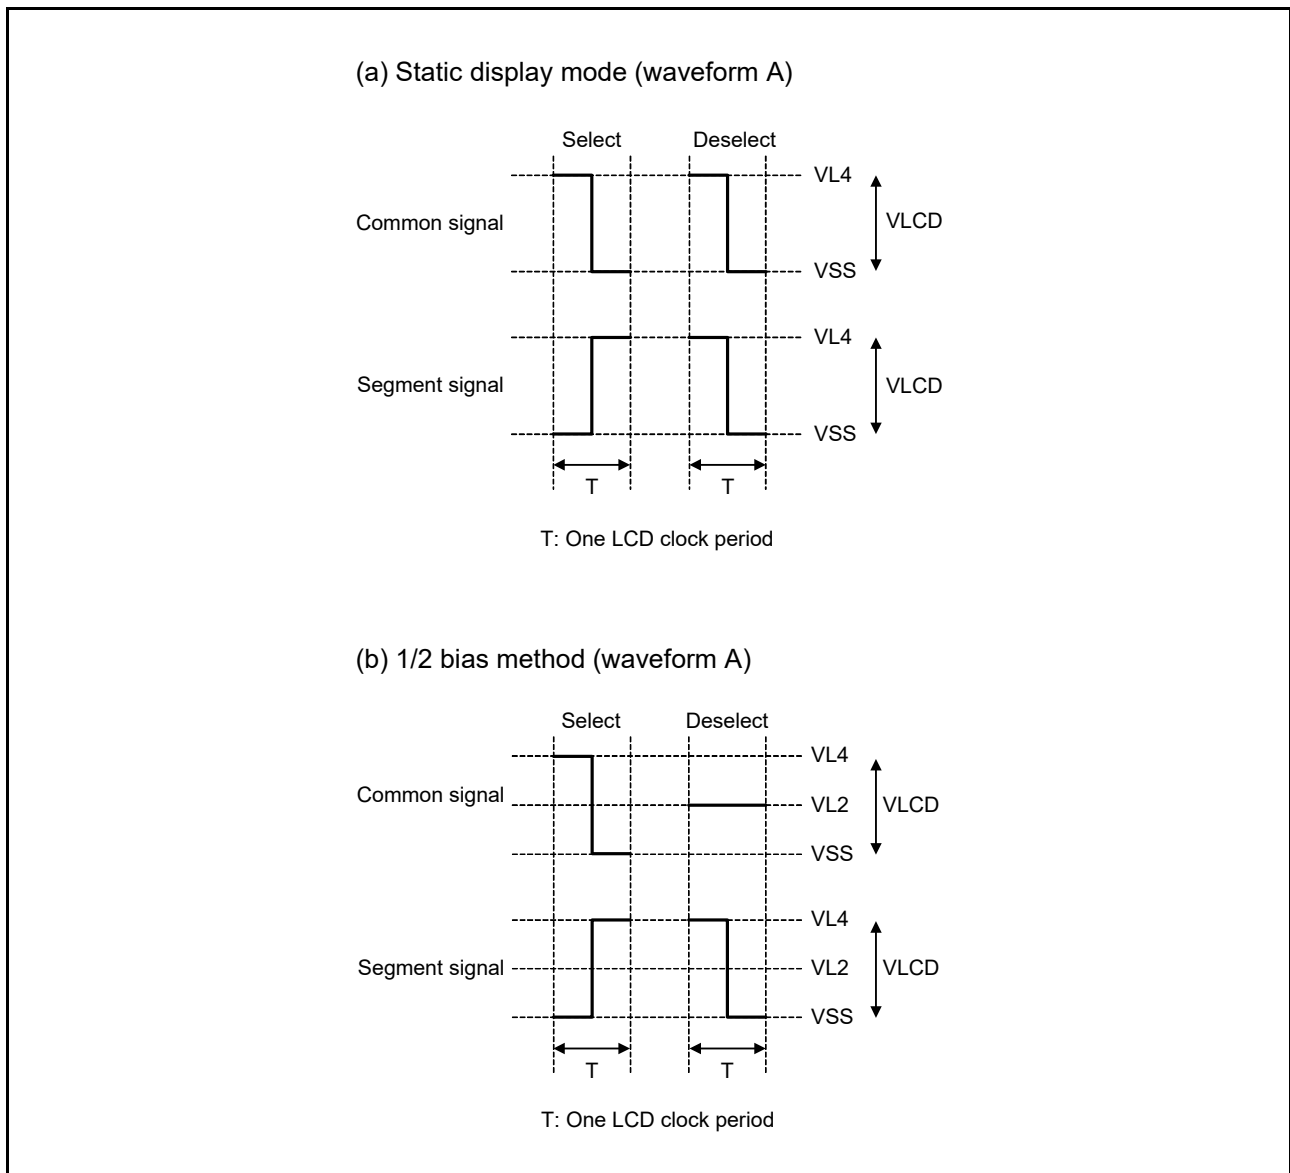 (a) Static display mode (waveform A)
Select Deselect
VL4
Common signal VLCD
VSS
VL4
Segment signal VLCD
VSS
T T
T: One LCD clock period
(b) 1/2 bias method (waveform A)
Select Deselect
VL4
Common signal VL2 VLCD
VSS
VL4
Segment signal VL2 VLCD
VSS
T T
T: One LCD clock period